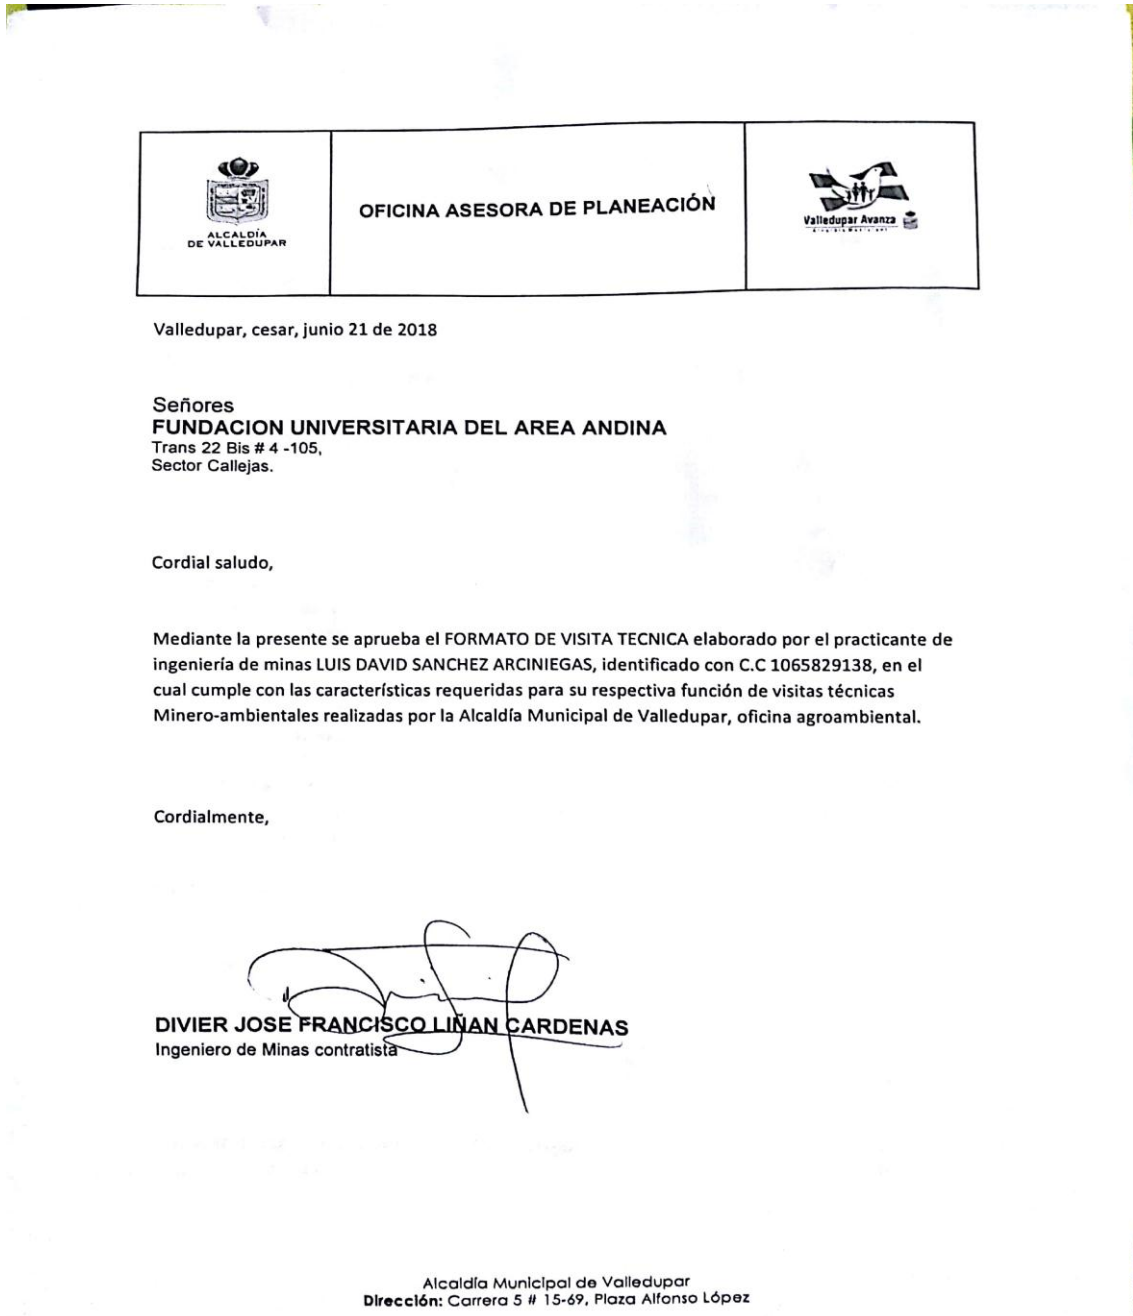 ALCALDÍA
DE VALLEDUPAR
OFICINA ASESORA DE PLANEACIÓN
Valledupar Avanza
Valledupar, cesar, junio 21 de 2018
Señores
FUNDACION UNIVERSITARIA DEL AREA ANDINA
Trans 22 Bis # 4 -105,
Sector Callejas.
Cordial saludo,
Mediante la presente se aprueba el FORMATO DE VISITA TECNICA elaborado por el practicante de
ingeniería de minas LUIS DAVID SANCHEZ ARCINIEGAS, identificado con C.C 1065829138, en el
cual cumple con las características requeridas para su respectiva función de visitas técnicas
Minero-ambientales realizadas por la Alcaldía Municipal de Valledupar, oficina agroambiental.
Cordialmente,
DIVIER JOSE FRANCISCO LIÑAN CARDENAS
Ingeniero de Minas contratista
Alcaldía Municipal de Valledupar
Dirección: Carrera 5 # 15-69, Plaza Alfonso López